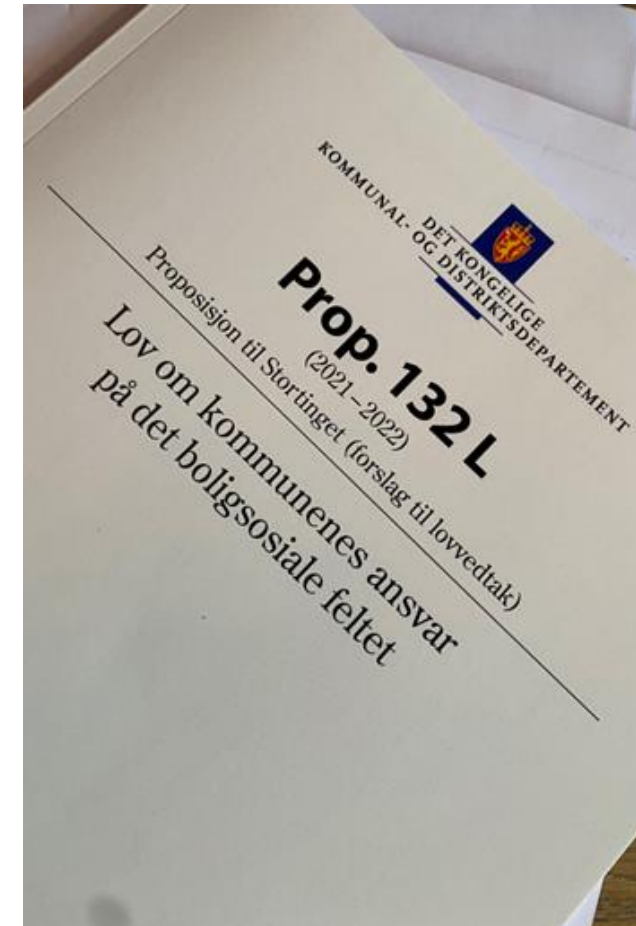 DET KONGELIGE
KOMMUNAL- OG DISTRIKTSDEPARTEMENT
Prop. 132 L
(2021–2022)
Proposisjon til Stortinget (forslag til lovvedtak)
Lov om kommunenes ansvar
på det boligsosiale feltet